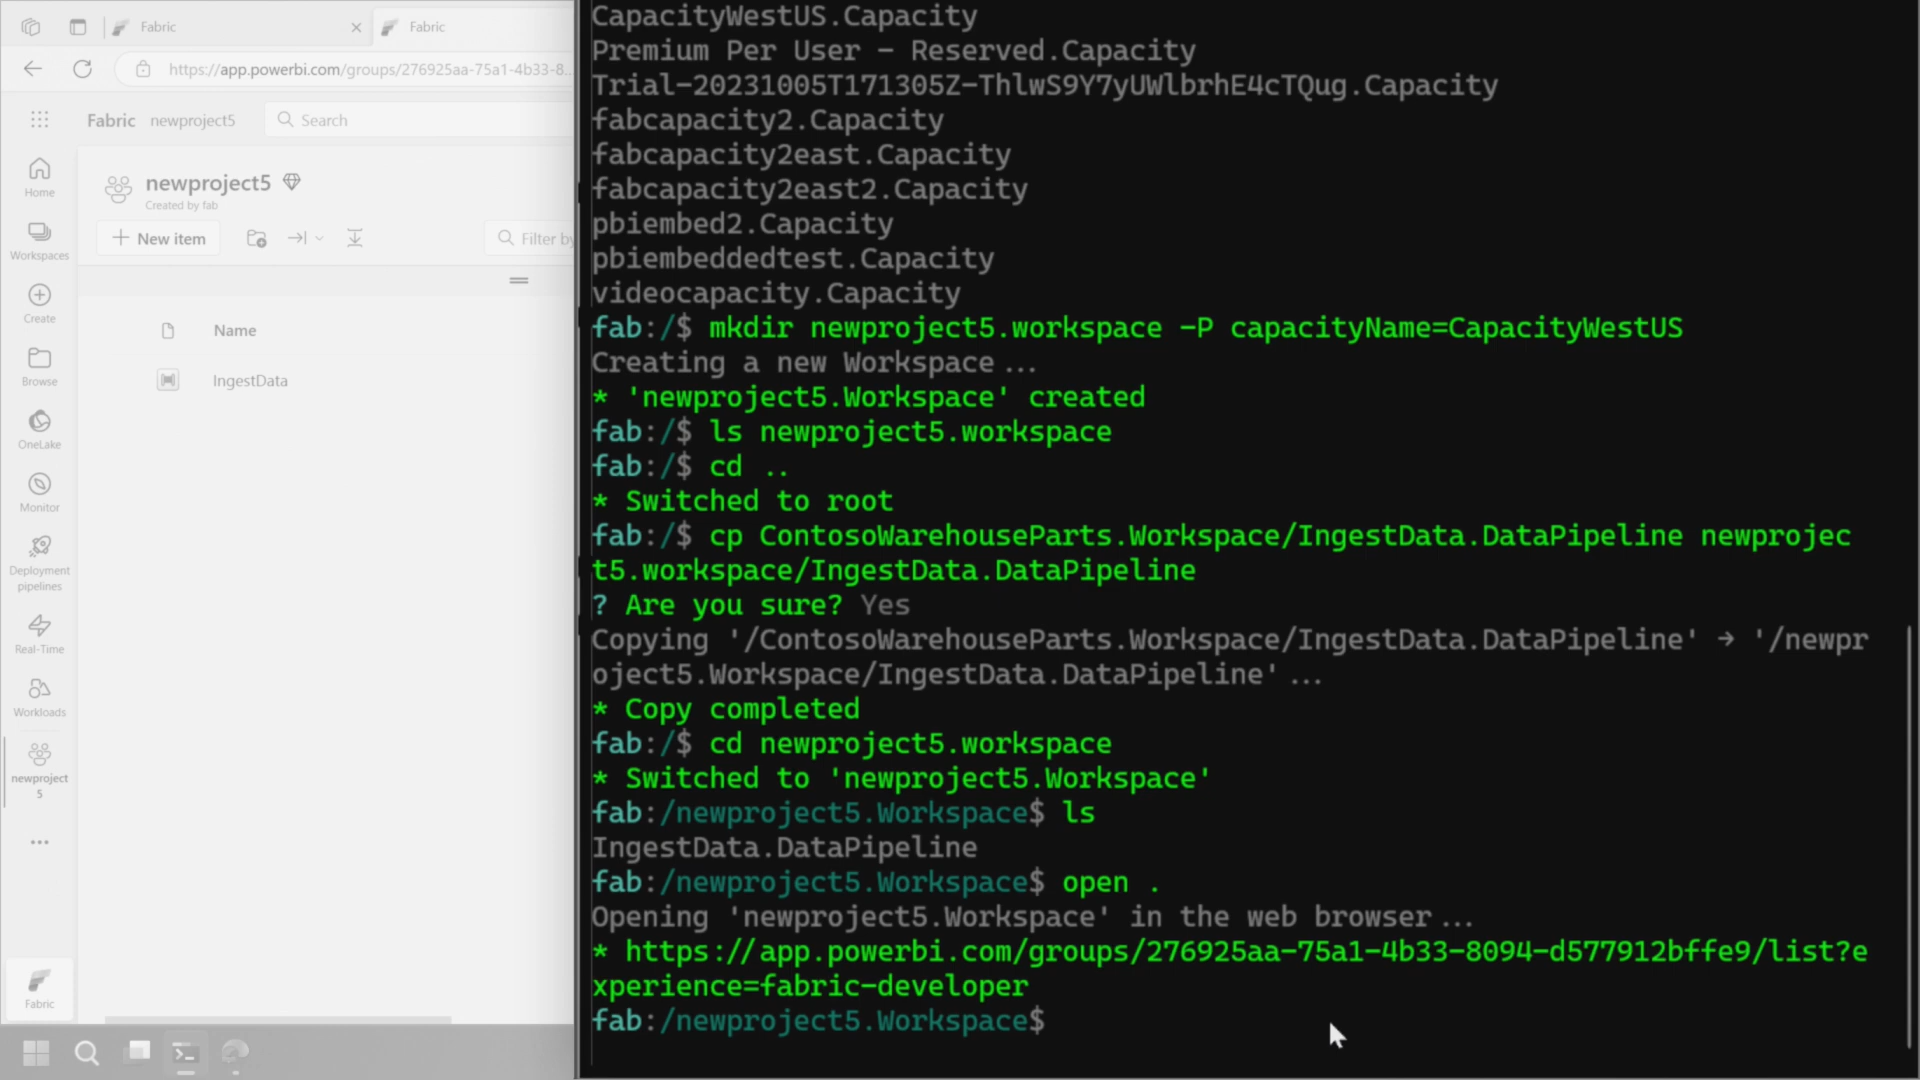 Fabric
Fabric
https://app.powerbi.com/groups/276925aa-75a1-4b33-8...
Fabric newproject5
Search
newproject5
Created by fab
New item
Filter by
Name
IngestData
Home
Workspaces
Create
Browse
OneLake
Monitor
Deployment
pipelines
Real-Time
Workloads
newproject
5
Fabric
CapacityWestUS.Capacity
Premium Per User - Reserved.Capacity
Trial-20231005T171305Z-ThlwS9Y7yUWlbrhE4cTQug.Capacity
fabcapacity2.Capacity
fabcapacity2east.Capacity
fabcapacity2east2.Capacity
pbiembed2.Capacity
pbiembeddedtest.Capacity
videocapacity.Capacity
fab:/$ mkdir newproject5.workspace -P capacityName=CapacityWestUS
Creating a new Workspace...
* 'newproject5.Workspace' created
fab:/$ ls newproject5.workspace
fab:/$ cd ..
* Switched to root
fab:/$ cp ContosoWarehouseParts.Workspace/IngestData.DataPipeline newprojec
t5.workspace/IngestData.DataPipeline
? Are you sure? Yes
Copying '/ContosoWarehouseParts.Workspace/IngestData.DataPipeline' → '/newpr
oject5.Workspace/IngestData.DataPipeline'...
* Copy completed
fab:/$ cd newproject5.workspace
* Switched to 'newproject5.Workspace'
fab:/newproject5.Workspace$ ls
IngestData.DataPipeline
fab:/newproject5.Workspace$ open .
Opening 'newproject5.Workspace' in the web browser...
* https://app.powerbi.com/groups/276925aa-75a1-4b33-8094-d577912bffe9/list?e
xperience=fabric-developer
fab:/newproject5.Workspace$